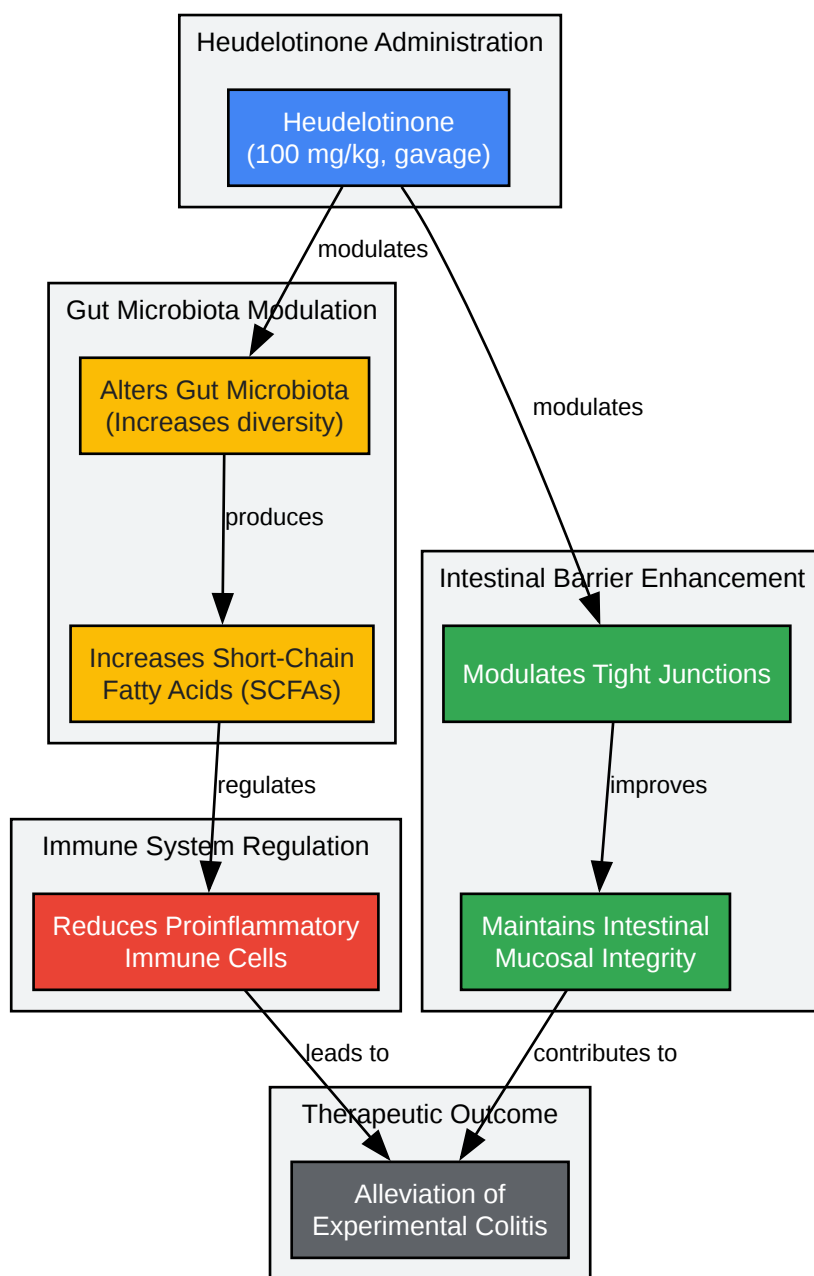 Heudelotinone Administration
Heudelotinone
(100 mg/kg, gavage)
modulates
Gut Microbiota Modulation
Alters Gut Microbiota
(Increases diversity)
modulates
produces
Intestinal Barrier Enhancement
Increases Short-Chain
Fatty Acids (SCFAs)
Modulates Tight Junctions
regulates
improves
Immune System Regulation
Reduces Proinflammatory
Immune Cells
Maintains Intestinal
Mucosal Integrity
leads to
contributes to
Therapeutic Outcome
Alleviation of
Experimental Colitis